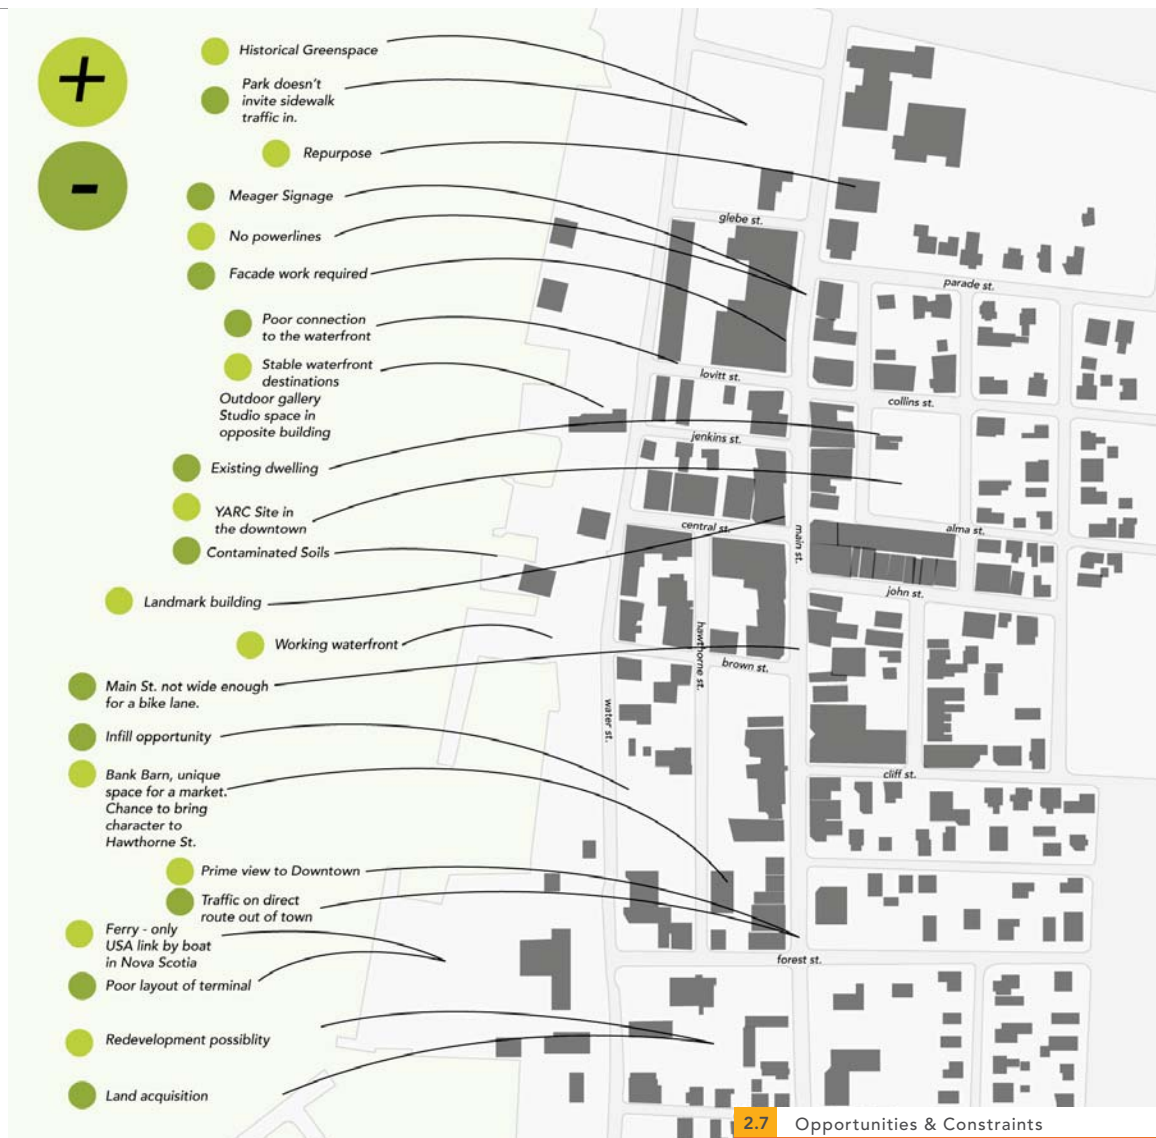 +
-
Historical Greenspace
Park doesn't
invite sidewalk
traffic in.
Repurpose
Meager Signage
No powerlines
Facade work required
Poor connection
to the waterfront
Stable waterfront
destinations
Outdoor gallery
Studio space in
opposite building
Existing dwelling
YARC Site in
the downtown
Contaminated Soils
Landmark building
Working waterfront
Main St. not wide enough
for a bike lane.
Infill opportunity
Bank Barn, unique
space for a market.
Chance to bring
character to
Hawthorne St.
Prime view to Downtown
Traffic on direct
route out of town
Ferry - only
USA link by boat
in Nova Scotia
Poor layout of terminal
Redevelopment possiblity
Land acquisition
glebe st.
parade st.
lovitt st.
collins st.
jenkins st.
central st.
main st.
alma st.
john st.
hawthorne st.
brown st.
water st.
cliff st.
forest st.
2.7 Opportunities & Constraints